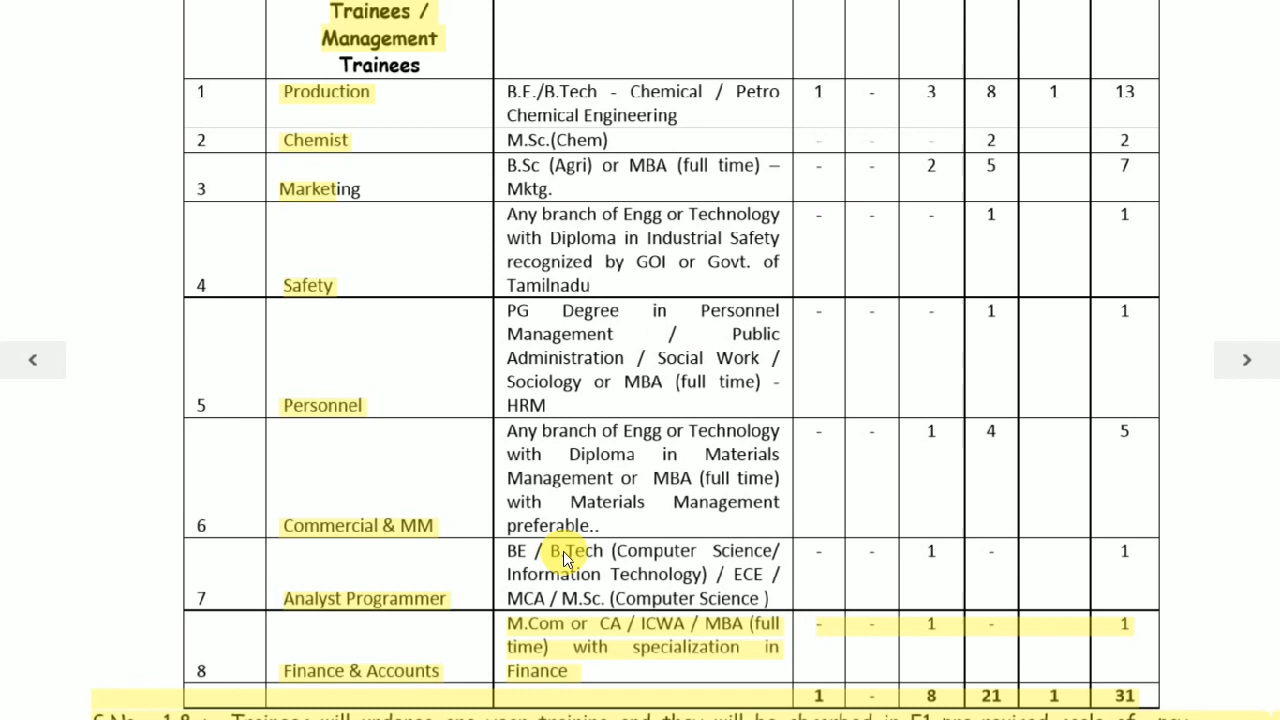 Trainees /
Management
Trainees
1 Production B.E./B.Tech - Chemical / Petro 1 - 3 8 1 13
Chemical Engineering
2 Chemist M.Sc.(Chem) - - - 2 2
B.Sc (Agri) or MBA (full time) – - - 2 5 7
3 Marketing Mktg.
Any branch of Engg or Technology - - - 1 1
with Diploma in Industrial Safety
recognized by GOI or Govt. of
4 Safety Tamilnadu
PG Degree in Personnel - - - 1 1
Management / Public
Administration / Social Work /
Sociology or MBA (full time) -
5 Personnel HRM
Any branch of Engg or Technology - - 1 4 5
with Diploma in Materials
Management or MBA (full time)
with Materials Management
6 Commercial & MM preferable..
BE / B.Tech (Computer Science/ - - 1 - 1
Information Technology) / ECE /
7 Analyst Programmer MCA / M.Sc. (Computer Science )
M.Com or CA / ICWA / MBA (full - - 1 - 1
time) with specialization in
8 Finance & Accounts Finance
1 - 8 21 1 31